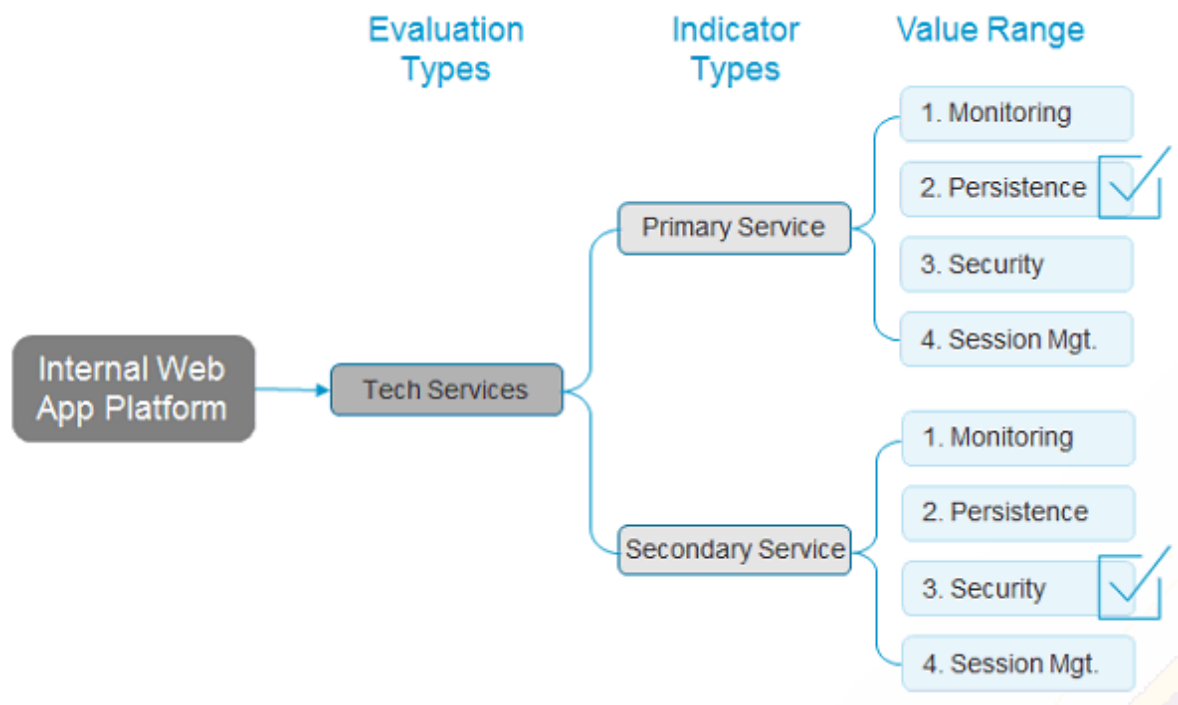 Evaluation
Types
Indicator
Types
Value Range
1. Monitoring
2. Persistence
Primary Service
3. Security
4. Session Mgt.
Internal Web
App Platform
Tech Services
1. Monitoring
2. Persistence
Secondary Service
3. Security
4. Session Mgt.